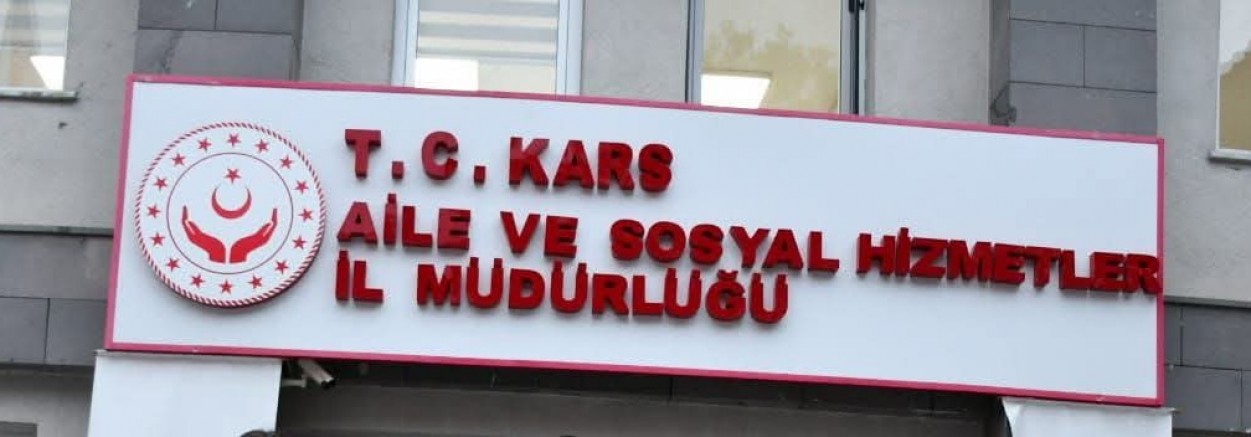 T.C. KARS
AİLE VE SOSYAL HİZMETLER
İL MÜDÜRLÜĞÜ